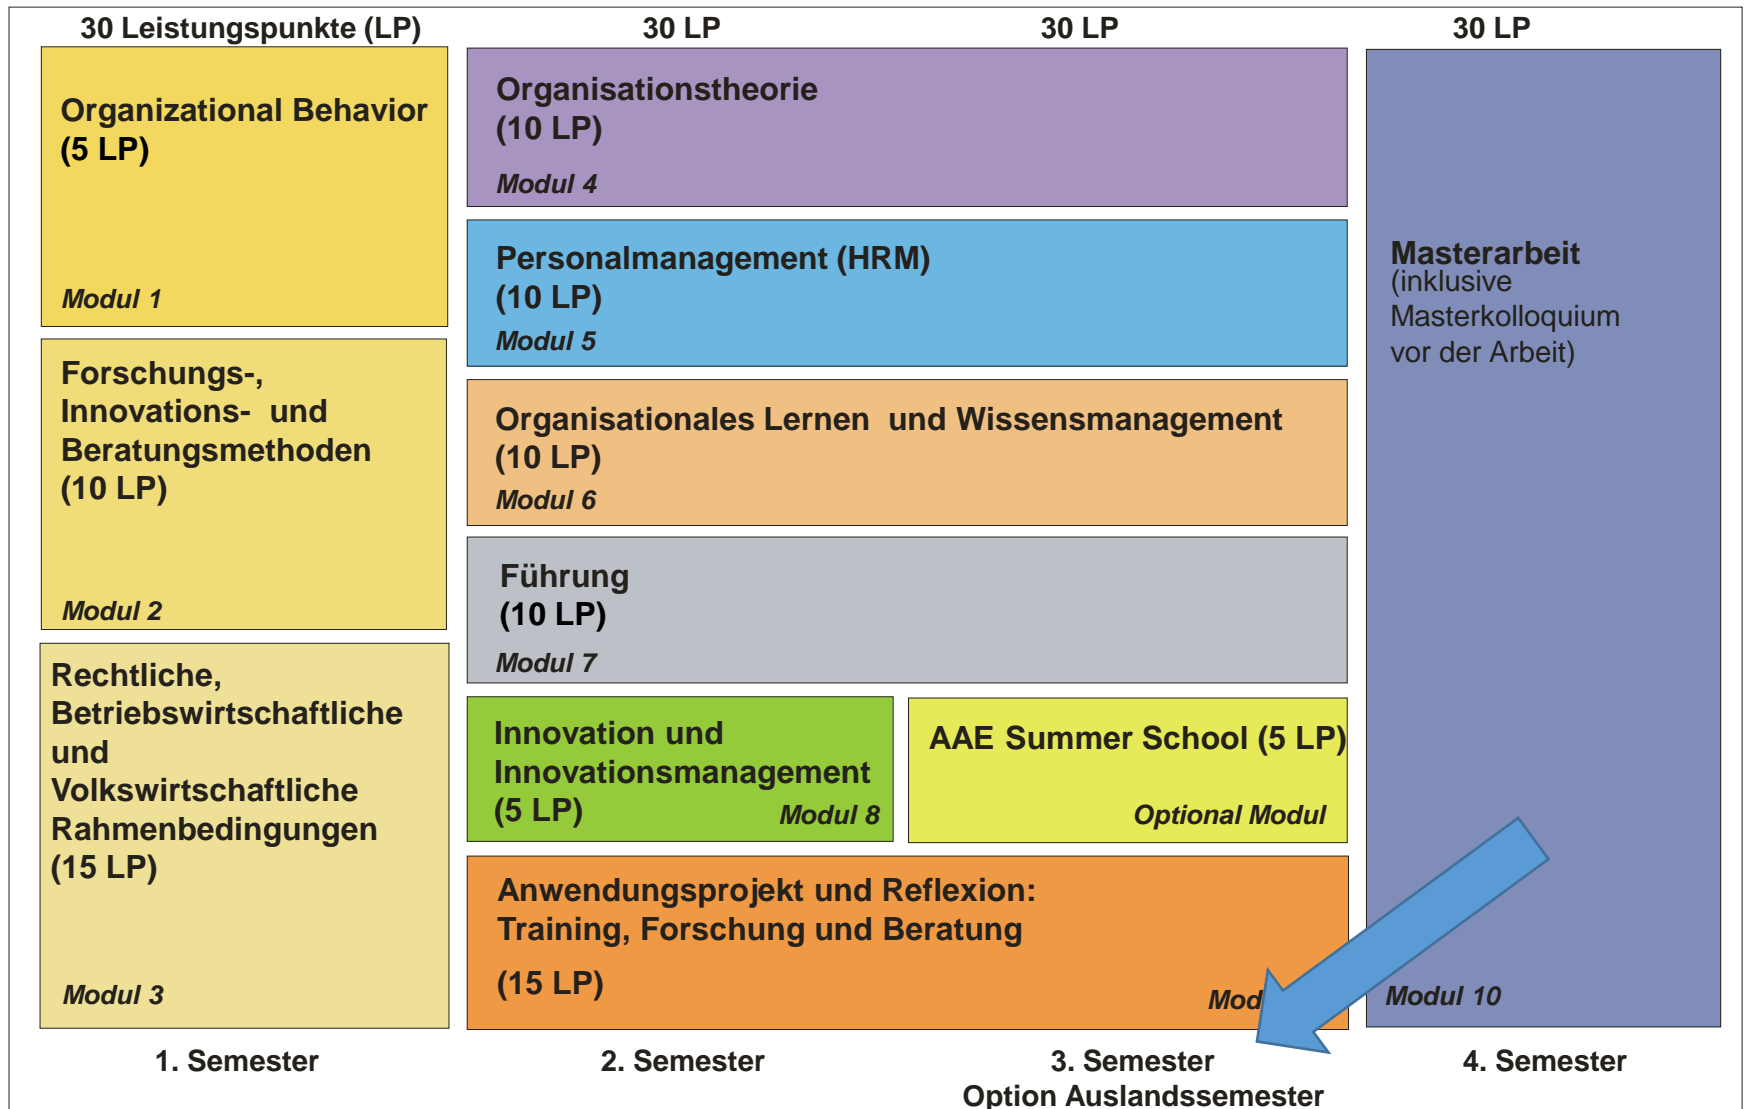 30 Leistungspunkte (LP)
30 LP
30 LP
30 LP
Organizational Behavior
(5 LP)
Modul 1
Forschungs-,
Innovations- und
Beratungsmethoden
(10 LP)
Modul 2
Rechtliche,
Betriebswirtschaftliche
und
Volkswirtschaftliche
Rahmenbedingungen
(15 LP)
Modul 3
Organisationstheorie
(10 LP)
Modul 4
Personalmanagement (HRM)
(10 LP)
Modul 5
Organisationales Lernen und Wissensmanagement
(10 LP)
Modul 6
Führung
(10 LP)
Modul 7
Innovation und
Innovationsmanagement
(5 LP)
Modul 8
AAE Summer School (5 LP)
Optional Modul
Anwendungsprojekt und Reflexion:
Training, Forschung und Beratung
(15 LP)
Masterarbeit
(inklusive
Masterkolloquium
vor der Arbeit)
Modul 10
1. Semester
2. Semester
3. Semester
Option Auslandssemester
4. Semester